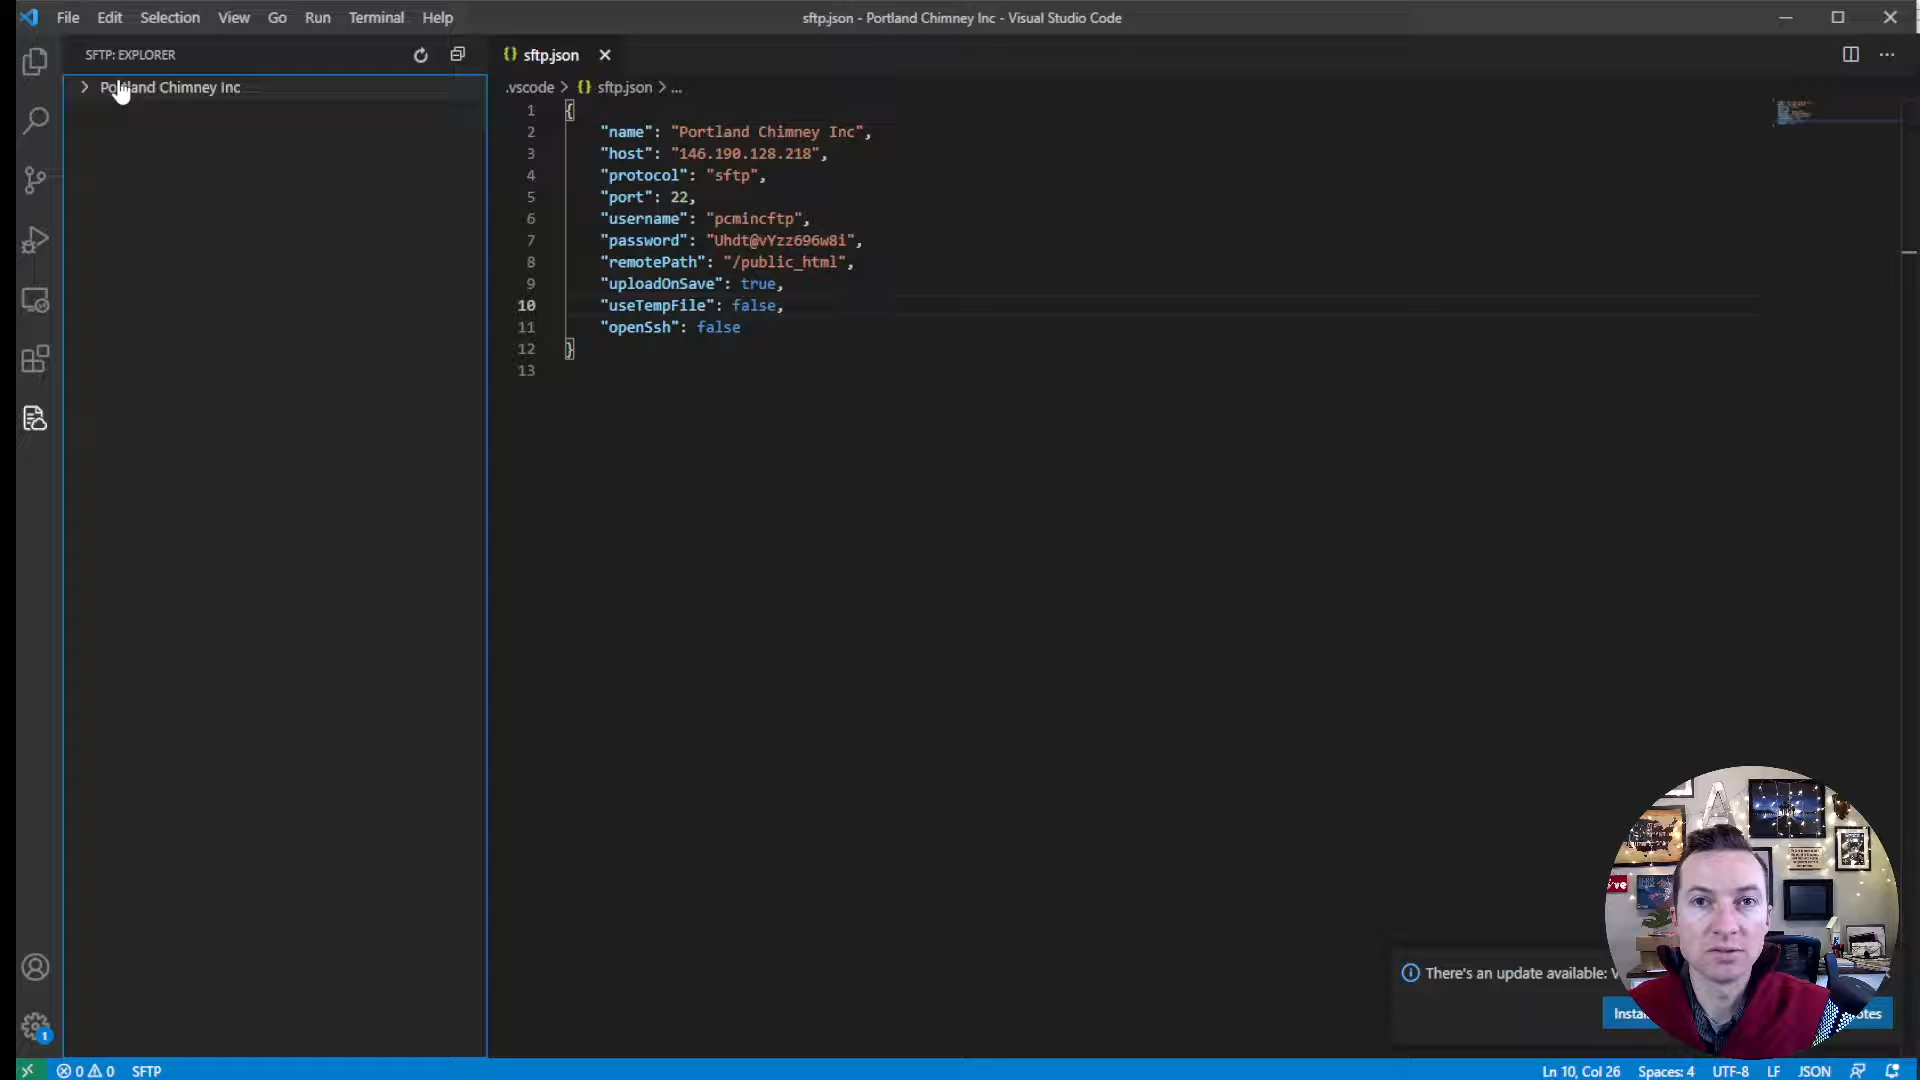 File Edit Selection View Go Run Terminal Help
sftp.json - Portland Chimney Inc - Visual Studio Code
SFTP: EXPLORER
{} sftp.json
Portland Chimney Inc
.vscode > {} sftp.json > ...
1 {
2 "name": "Portland Chimney Inc",
3 "host": "146.190.128.218",
4 "protocol": "sftp",
5 "port": 22,
6 "username": "pcmincftp",
7 "password": "Uhdt@vYzz696w8i",
8 "remotePath": "/public_html",
9 "uploadOnSave": true,
10 "useTempFile": false,
11 "openSsh": false
12 }
13
There's an update available:
1
0 0 SFTP
Ln 10, Col 26 Spaces: 4 UTF-8 LF JSON